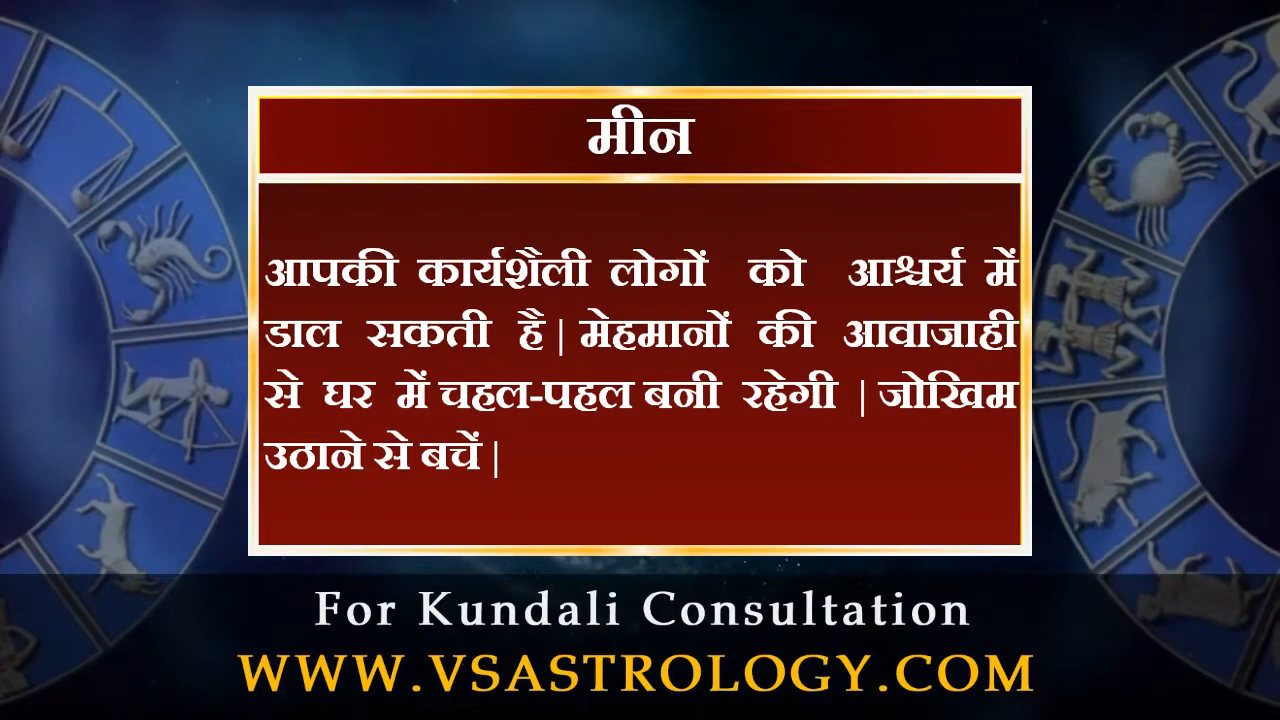 मीन
आपकी कार्यशैली लोगों को आश्चर्य में
डाल सकती है | मेहमानों की आवाजाही
से घर में चहल-पहल बनी रहेगी | जोखिम
उठाने से बचें |
For Kundali Consultation
WWW.VSASTROLOGY.COM